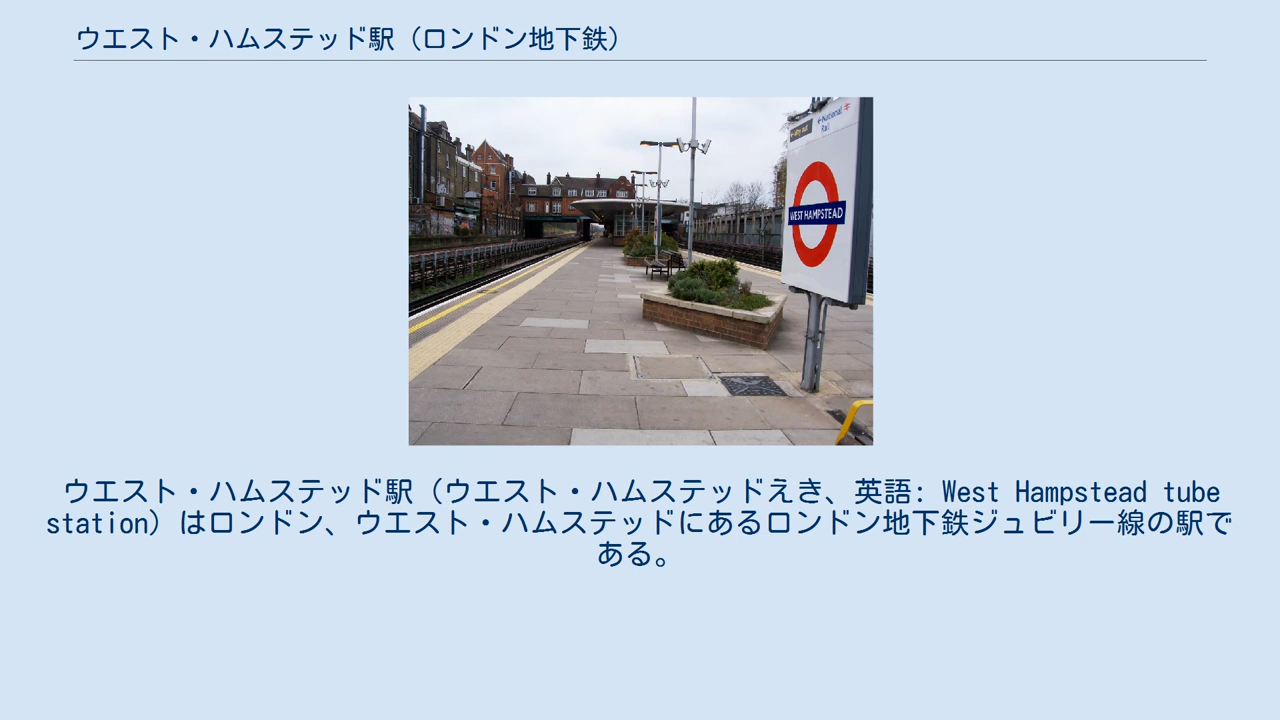 ウエスト・ハムステッド駅（ロンドン地下鉄）
National
Rail
WEST HAMPSTEAD
ウエスト・ハムステッド駅（ウエスト・ハムステッドえき、英語: West Hampstead tube
station）はロンドン、ウエスト・ハムステッドにあるロンドン地下鉄ジュビリー線の駅で
ある。